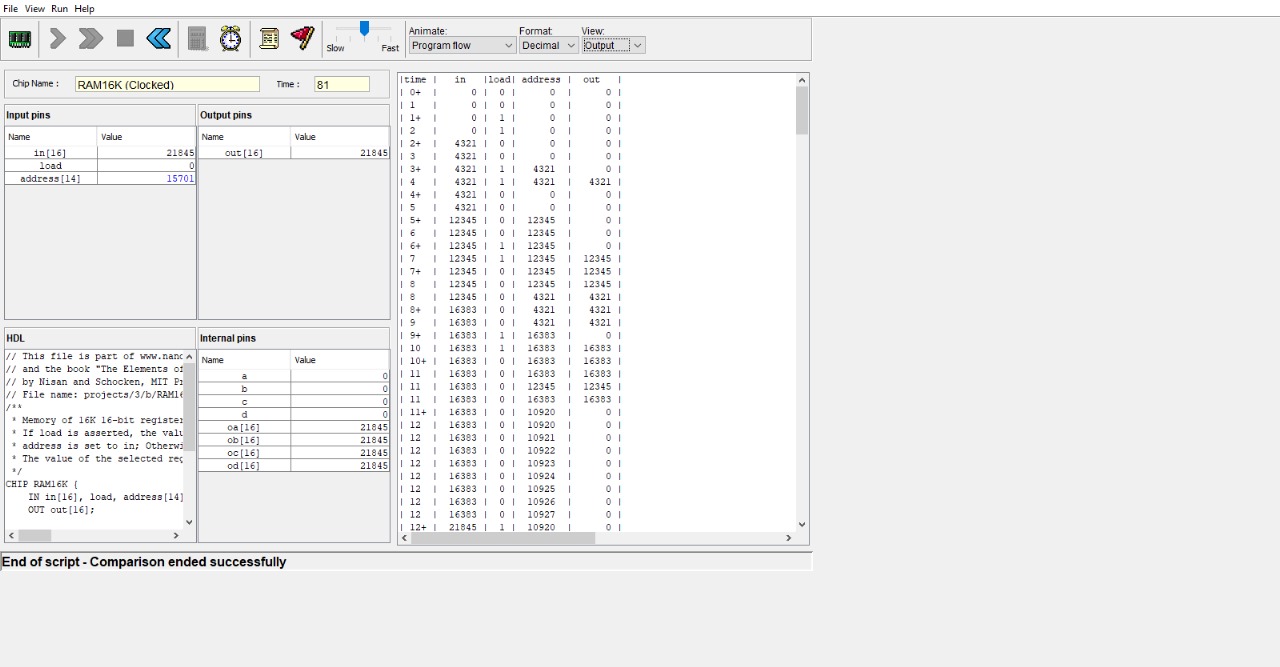 File View Run Help
Slow Fast
Animate: Format: View:
Program flow Decimal Output
Chip Name : RAM16K (Clocked) Time : 81
Input pins
Name Value
in[16] 21845
load 0
address[14] 15701
Output pins
Name Value
out[16] 21845
HDL
// This file is part of www.nand
// and the book "The Elements of
// by Nisan and Schocken, MIT Pr
// File name: projects/3/b/RAM16
/**
* Memory of 16K 16-bit register
* If load is asserted, the valu
* address is set to in; Otherwi
* The value of the selected reg
*/
CHIP RAM16K {
IN in[16], load, address[14]
OUT out[16];
Internal pins
Name Value
a 0
b 0
c 0
d 0
oa[16] 21845
ob[16] 21845
oc[16] 21845
od[16] 21845
|time | in |load| address | out |
| 0+ | 0 | 0 | 0 | 0 |
| 1 | 0 | 0 | 0 | 0 |
| 1+ | 0 | 1 | 0 | 0 |
| 2 | 0 | 1 | 0 | 0 |
| 2+ | 4321 | 0 | 0 | 0 |
| 3 | 4321 | 0 | 0 | 0 |
| 3+ | 4321 | 1 | 4321 | 0 |
| 4 | 4321 | 1 | 4321 | 4321 |
| 4+ | 4321 | 0 | 0 | 0 |
| 5 | 4321 | 0 | 0 | 0 |
| 5+ | 12345 | 0 | 12345 | 0 |
| 6 | 12345 | 0 | 12345 | 0 |
| 6+ | 12345 | 1 | 12345 | 0 |
| 7 | 12345 | 1 | 12345 | 12345 |
| 7+ | 12345 | 0 | 12345 | 12345 |
| 8 | 12345 | 0 | 12345 | 12345 |
| 8 | 12345 | 0 | 4321 | 4321 |
| 8+ | 16383 | 0 | 4321 | 4321 |
| 9 | 16383 | 0 | 4321 | 4321 |
| 9+ | 16383 | 1 | 16383 | 0 |
| 10 | 16383 | 1 | 16383 | 16383 |
| 10+ | 16383 | 0 | 16383 | 16383 |
| 11 | 16383 | 0 | 16383 | 16383 |
| 11 | 16383 | 0 | 12345 | 12345 |
| 11 | 16383 | 0 | 16383 | 16383 |
| 11+ | 16383 | 0 | 10920 | 0 |
| 12 | 16383 | 0 | 10920 | 0 |
| 12 | 16383 | 0 | 10921 | 0 |
| 12 | 16383 | 0 | 10922 | 0 |
| 12 | 16383 | 0 | 10923 | 0 |
| 12 | 16383 | 0 | 10924 | 0 |
| 12 | 16383 | 0 | 10925 | 0 |
| 12 | 16383 | 0 | 10926 | 0 |
| 12 | 16383 | 0 | 10927 | 0 |
| 12+ | 21845 | 1 | 10920 | 0 |
End of script - Comparison ended successfully